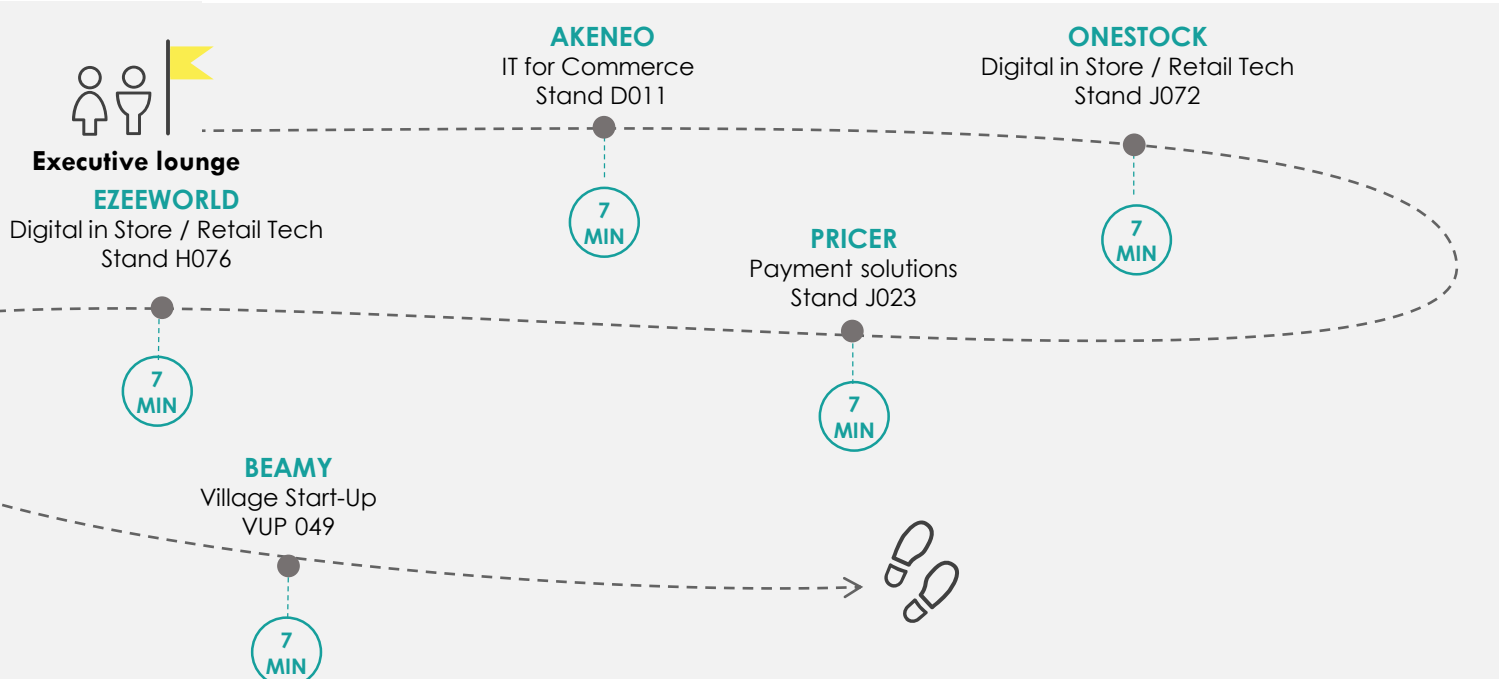 AKENEO
IT for Commerce
Stand D011
7
MIN
ONESTOCK
Digital in Store / Retail Tech
Stand J072
7
MIN
Executive lounge
EZEEWORLD
Digital in Store / Retail Tech
Stand H076
7
MIN
PRICER
Payment solutions
Stand J023
7
MIN
BEAMY
Village Start-Up
VUP 049
7
MIN